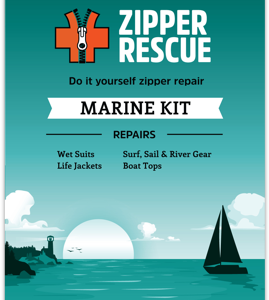 ZIPPER
RESCUE
Do it yourself zipper repair
MARINE KIT
REPAIRS
Wet Suits
Life Jackets
Surf, Sail & River Gear
Boat Tops